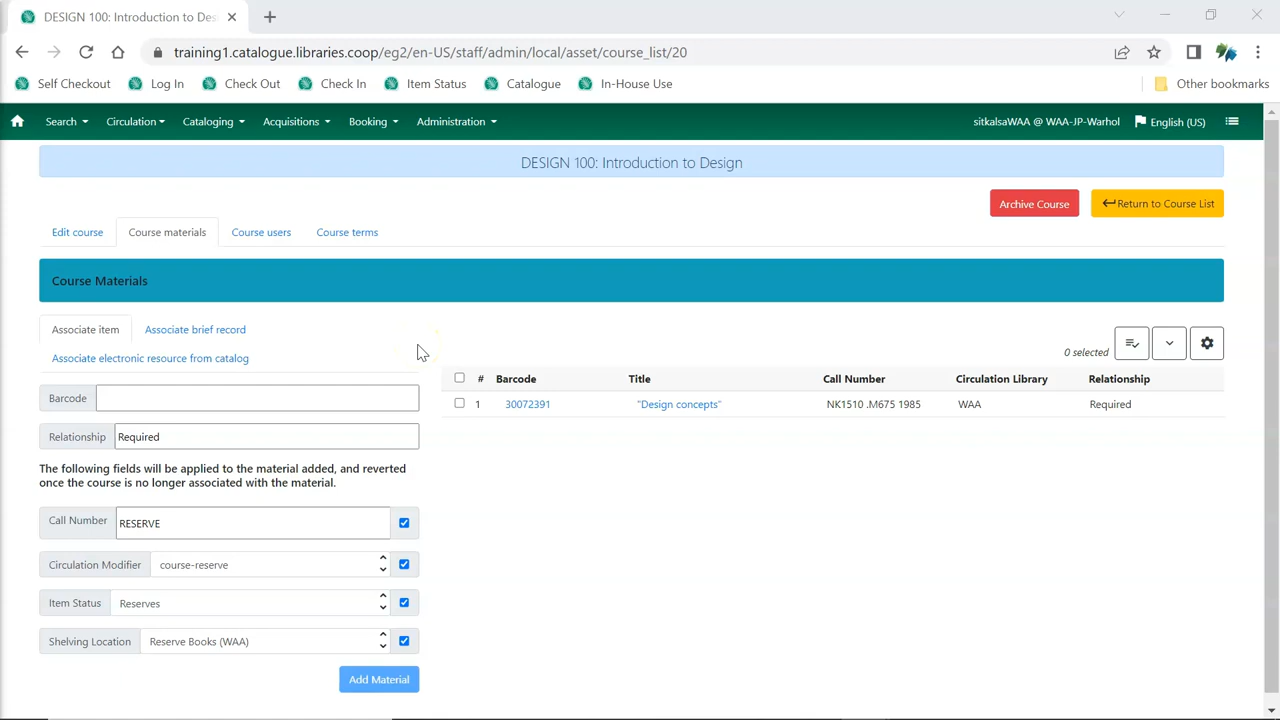 DESIGN 100: Introduction to Des
training1.catalogue.libraries.coop/eg2/en-US/staff/admin/local/asset/course_list/20
Self Checkout Log In Check Out Check In Item Status Catalogue In-House Use Other bookmarks
Search Circulation Cataloging Acquisitions Booking Administration sitkalsaWAA @ WAA-JP-Warhol English (US)
DESIGN 100: Introduction to Design
Archive Course Return to Course List
Edit course Course materials Course users Course terms
Course Materials
Associate item Associate brief record
Associate electronic resource from catalog
0 selected
# Barcode Title Call Number Circulation Library Relationship
1 30072391 "Design concepts" NK1510 .M675 1985 WAA Required
Barcode
Relationship Required
The following fields will be applied to the material added, and reverted
once the course is no longer associated with the material.
Call Number RESERVE
Circulation Modifier course-reserve
Item Status Reserves
Shelving Location Reserve Books (WAA)
Add Material